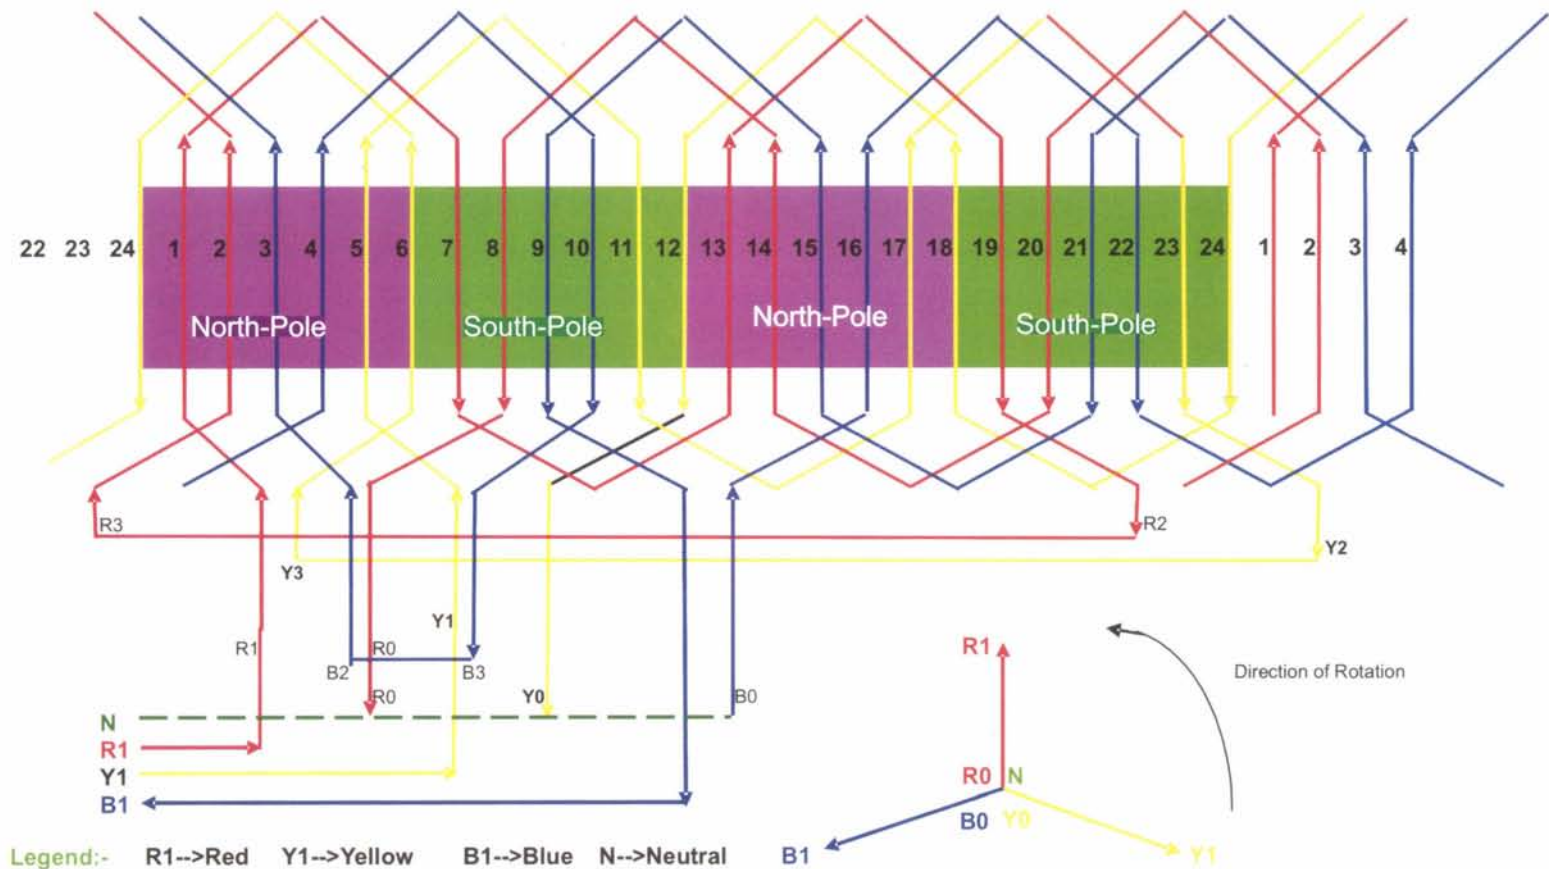 22 23 24 1 2 3 4 5 6 7 8 9 10 11 12 13 14 15 16 17 18 19 20 21 22 23 24 1 2 3 4
North-Pole South-Pole North-Pole South-Pole
R3 R2
Y3 Y2
Y1
R1 R0
B2 B3
R0 Y0 B0
N
R1
Y1
B1
R1
Direction of Rotation
R0 N
B0 Y0
B1 Y1
Legend:- R1-->Red Y1-->Yellow B1-->Blue N-->Neutral